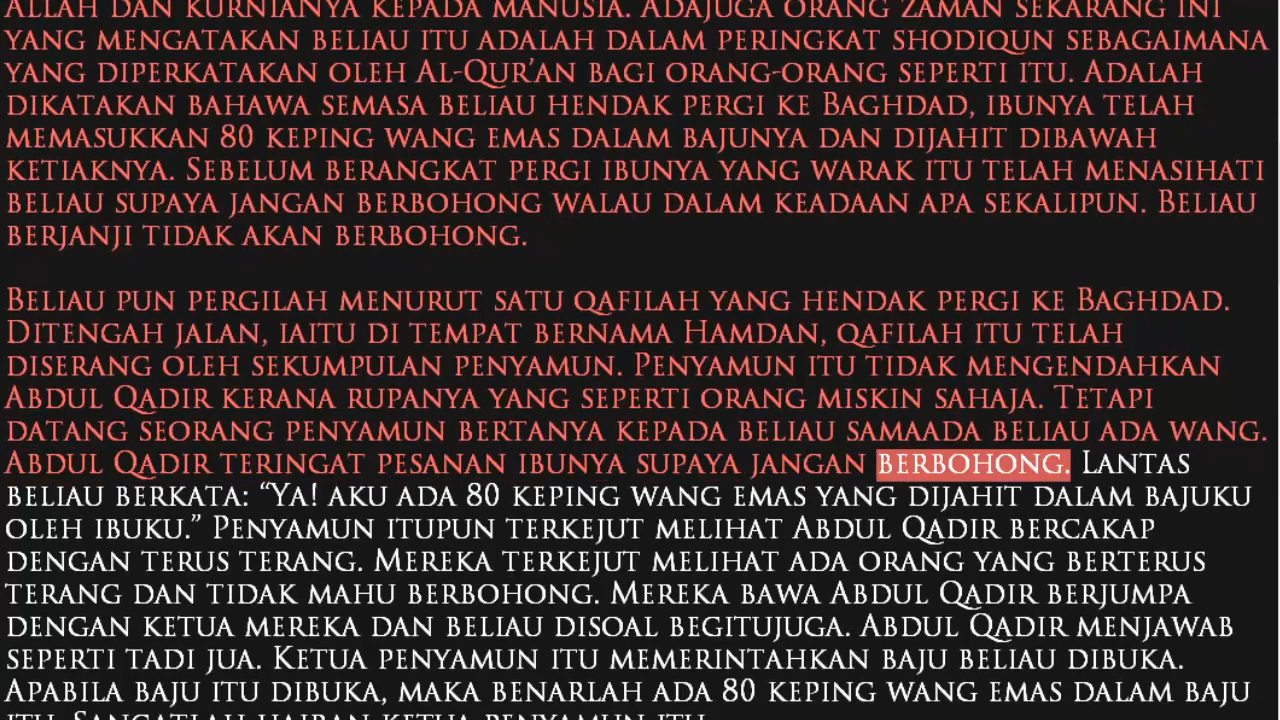 Allah dan kurnianya kepada manusia. Adajuga orang zaman sekarang ini
yang mengatakan beliau itu adalah dalam peringkat shodiqun sebagaimana
yang diperkatakan oleh Al-Qur'an bagi orang-orang seperti itu. Adalah
dikatakan bahawa semasa beliau hendak pergi ke Baghdad, ibunya telah
memasukkan 80 keping wang emas dalam bajunya dan dijahit dibawah
ketiaknya. Sebelum berangkat pergi ibunya yang warak itu telah menasihati
beliau supaya jangan berbohong walau dalam keadaan apa sekalipun. Beliau
berjanji tidak akan berbohong.
Beliau pun pergilah menurut satu qafilah yang hendak pergi ke Baghdad.
Ditengah jalan, iaitu di tempat bernama Hamdan, qafilah itu telah
diserang oleh sekumpulan penyamun. Penyamun itu tidak mengendahkan
Abdul Qadir kerana rupanya yang seperti orang miskin sahaja. Tetapi
datang seorang penyamun bertanya kepada beliau samaada beliau ada wang.
Abdul Qadir teringat pesanan ibunya supaya jangan berbohong. Lantas
beliau berkata: “Ya! aku ada 80 keping wang emas yang dijahit dalam bajuku
oleh ibuku.” Penyamun itupun terkejut melihat Abdul Qadir bercakap
dengan terus terang. Mereka terkejut melihat ada orang yang berterus
terang dan tidak mahu berbohong. Mereka bawa Abdul Qadir berjumpa
dengan ketua mereka dan beliau disoal begitujuga. Abdul Qadir menjawab
seperti tadi jua. Ketua penyamun itu memerintahkan baju beliau dibuka.
Apabila baju itu dibuka, maka benarlah ada 80 keping wang emas dalam baju
itu. Sangatlah hairan ketua penyamun itu.